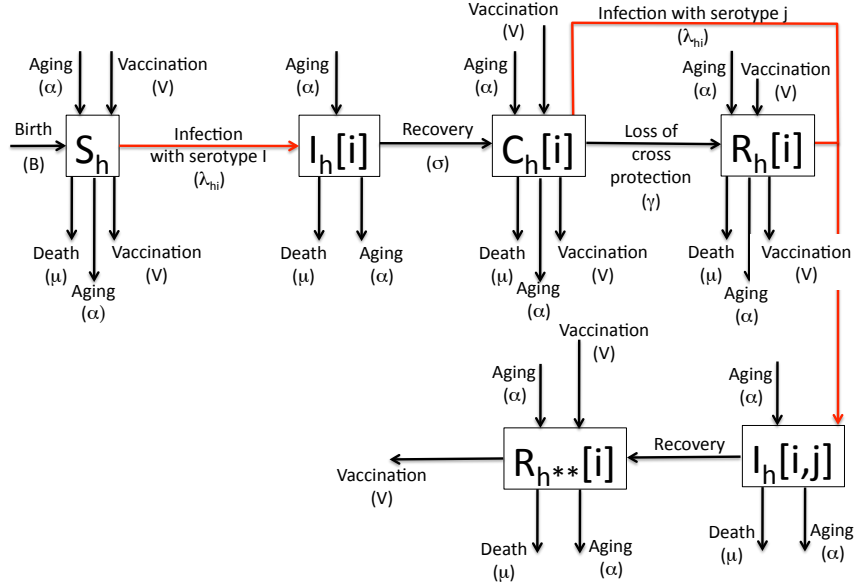 Vaccination
(V)
Infection with serotype j
(λhi)
Aging
(α)
Vaccination
(V)
Aging
(α)
Aging
(α)
Aging
(α)
Vaccination
(V)
Birth
(B)
Sh
Infection
with serotype I
(λhi)
Ih[i]
Recovery
(σ)
Ch[i]
Loss of
cross
protection
(γ)
Rh[i]
Death
(μ)
Aging
(α)
Vaccination
(V)
Death
(μ)
Aging
(α)
Death
(μ)
Aging
(α)
Vaccination
(V)
Death
(μ)
Aging
(α)
Vaccination
(V)
Vaccination
(V)
Aging
(α)
Aging
(α)
Vaccination
(V)
Rh**[i]
Recovery
Ih[i,j]
Death
(μ)
Aging
(α)
Death
(μ)
Aging
(α)